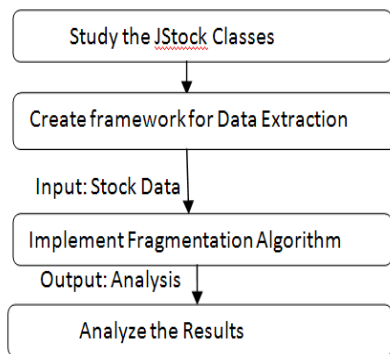 Study the JStock Classes
Create framework for Data Extraction
Input: Stock Data
Implement Fragmentation Algorithm
Output: Analysis
Analyze the Results